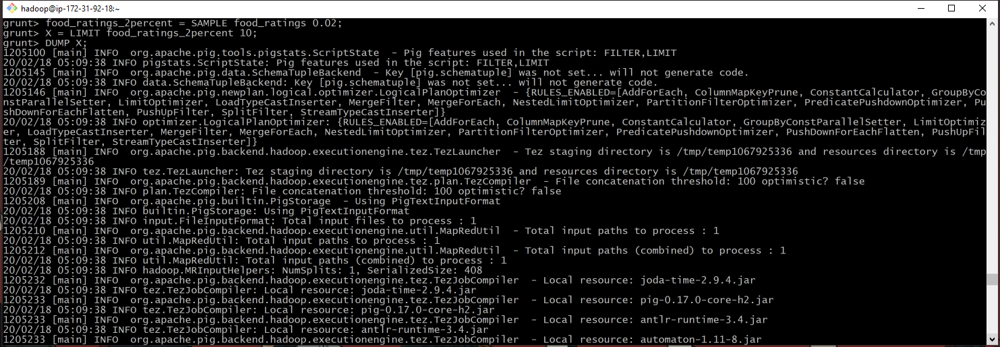 hadoop@ip-172-31-92-18:~
grunt> food_ratings_2percent = SAMPLE food_ratings 0.02;
grunt> X = LIMIT food_ratings_2percent 10;
grunt> DUMP X;
1205100 [main] INFO  org.apache.pig.tools.pigstats.ScriptState  - Pig features used in the script: FILTER,LIMIT
20/02/18 05:09:38 INFO pigstats.ScriptState: Pig features used in the script: FILTER,LIMIT
1205145 [main] INFO  org.apache.pig.data.SchemaTupleBackend  - Key [pig.schematuple] was not set... will not generate code.
20/02/18 05:09:38 INFO data.SchemaTupleBackend: Key [pig.schematuple] was not set... will not generate code.
1205146 [main] INFO  org.apache.pig.newplan.logical.optimizer.LogicalPlanOptimizer  - {RULES_ENABLED=[AddForEach, ColumnMapKeyPrune, ConstantCalculator, GroupByCo
nstParallelSetter, LimitOptimizer, LoadTypeCastInserter, MergeFilter, MergeForEach, NestedLimitOptimizer, PartitionFilterOptimizer, PredicatePushdownOptimizer, Pu
shDownForEachFlatten, PushUpFilter, SplitFilter, StreamTypeCastInserter]}
20/02/18 05:09:38 INFO optimizer.LogicalPlanOptimizer: {RULES_ENABLED=[AddForEach, ColumnMapKeyPrune, ConstantCalculator, GroupByConstParallelSetter, LimitOptimiz
er, LoadTypeCastInserter, MergeFilter, MergeForEach, NestedLimitOptimizer, PartitionFilterOptimizer, PredicatePushdownOptimizer, PushDownForEachFlatten, PushUpFil
ter, SplitFilter, StreamTypeCastInserter]}
1205188 [main] INFO  org.apache.pig.backend.hadoop.executionengine.tez.TezLauncher  - Tez staging directory is /tmp/temp1067925336 and resources directory is /tmp
/temp1067925336
20/02/18 05:09:38 INFO tez.TezLauncher: Tez staging directory is /tmp/temp1067925336 and resources directory is /tmp/temp1067925336
1205189 [main] INFO  org.apache.pig.backend.hadoop.executionengine.tez.plan.TezCompiler  - File concatenation threshold: 100 optimistic? false
20/02/18 05:09:38 INFO plan.TezCompiler: File concatenation threshold: 100 optimistic? false
1205208 [main] INFO  org.apache.pig.builtin.PigStorage  - Using PigTextInputFormat
20/02/18 05:09:38 INFO builtin.PigStorage: Using PigTextInputFormat
20/02/18 05:09:38 INFO input.FileInputFormat: Total input files to process : 1
1205210 [main] INFO  org.apache.pig.backend.hadoop.executionengine.util.MapRedUtil  - Total input paths to process : 1
20/02/18 05:09:38 INFO util.MapRedUtil: Total input paths to process : 1
1205212 [main] INFO  org.apache.pig.backend.hadoop.executionengine.util.MapRedUtil  - Total input paths (combined) to process : 1
20/02/18 05:09:38 INFO util.MapRedUtil: Total input paths (combined) to process : 1
20/02/18 05:09:38 INFO hadoop.MRInputHelpers: NumSplits: 1, SerializedSize: 408
1205232 [main] INFO  org.apache.pig.backend.hadoop.executionengine.tez.TezJobCompiler  - Local resource: joda-time-2.9.4.jar
20/02/18 05:09:38 INFO tez.TezJobCompiler: Local resource: joda-time-2.9.4.jar
1205233 [main] INFO  org.apache.pig.backend.hadoop.executionengine.tez.TezJobCompiler  - Local resource: pig-0.17.0-core-h2.jar
20/02/18 05:09:38 INFO tez.TezJobCompiler: Local resource: pig-0.17.0-core-h2.jar
1205233 [main] INFO  org.apache.pig.backend.hadoop.executionengine.tez.TezJobCompiler  - Local resource: antlr-runtime-3.4.jar
20/02/18 05:09:38 INFO tez.TezJobCompiler: Local resource: antlr-runtime-3.4.jar
1205233 [main] INFO  org.apache.pig.backend.hadoop.executionengine.tez.TezJobCompiler  - Local resource: automaton-1.11-8.jar